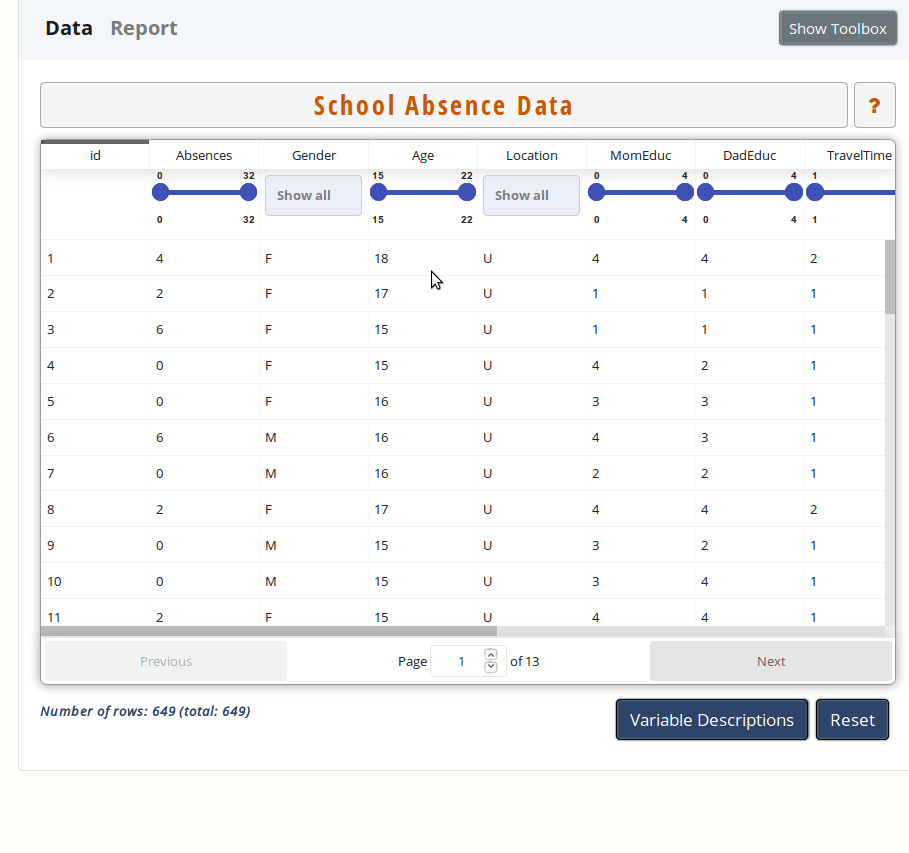 Data Report Show Toolbox
School Absence Data ?
id Absences Gender Age Location MomEduc DadEduc TravelTime
0 32 Show all 15 22 Show all 0 4 0 4 1
0 32 15 22 0 4 0 4 1
1 4 F 18 U 4 4 2
2 2 F 17 U 1 1 1
3 6 F 15 U 1 1 1
4 0 F 15 U 4 2 1
5 0 F 16 U 3 3 1
6 6 M 16 U 4 3 1
7 0 M 16 U 2 2 1
8 2 F 17 U 4 4 2
9 0 M 15 U 3 2 1
10 0 M 15 U 3 4 1
11 2 F 15 U 4 4 1
Previous Page 1 of 13 Next
Number of rows: 649 (total: 649) Variable Descriptions Reset